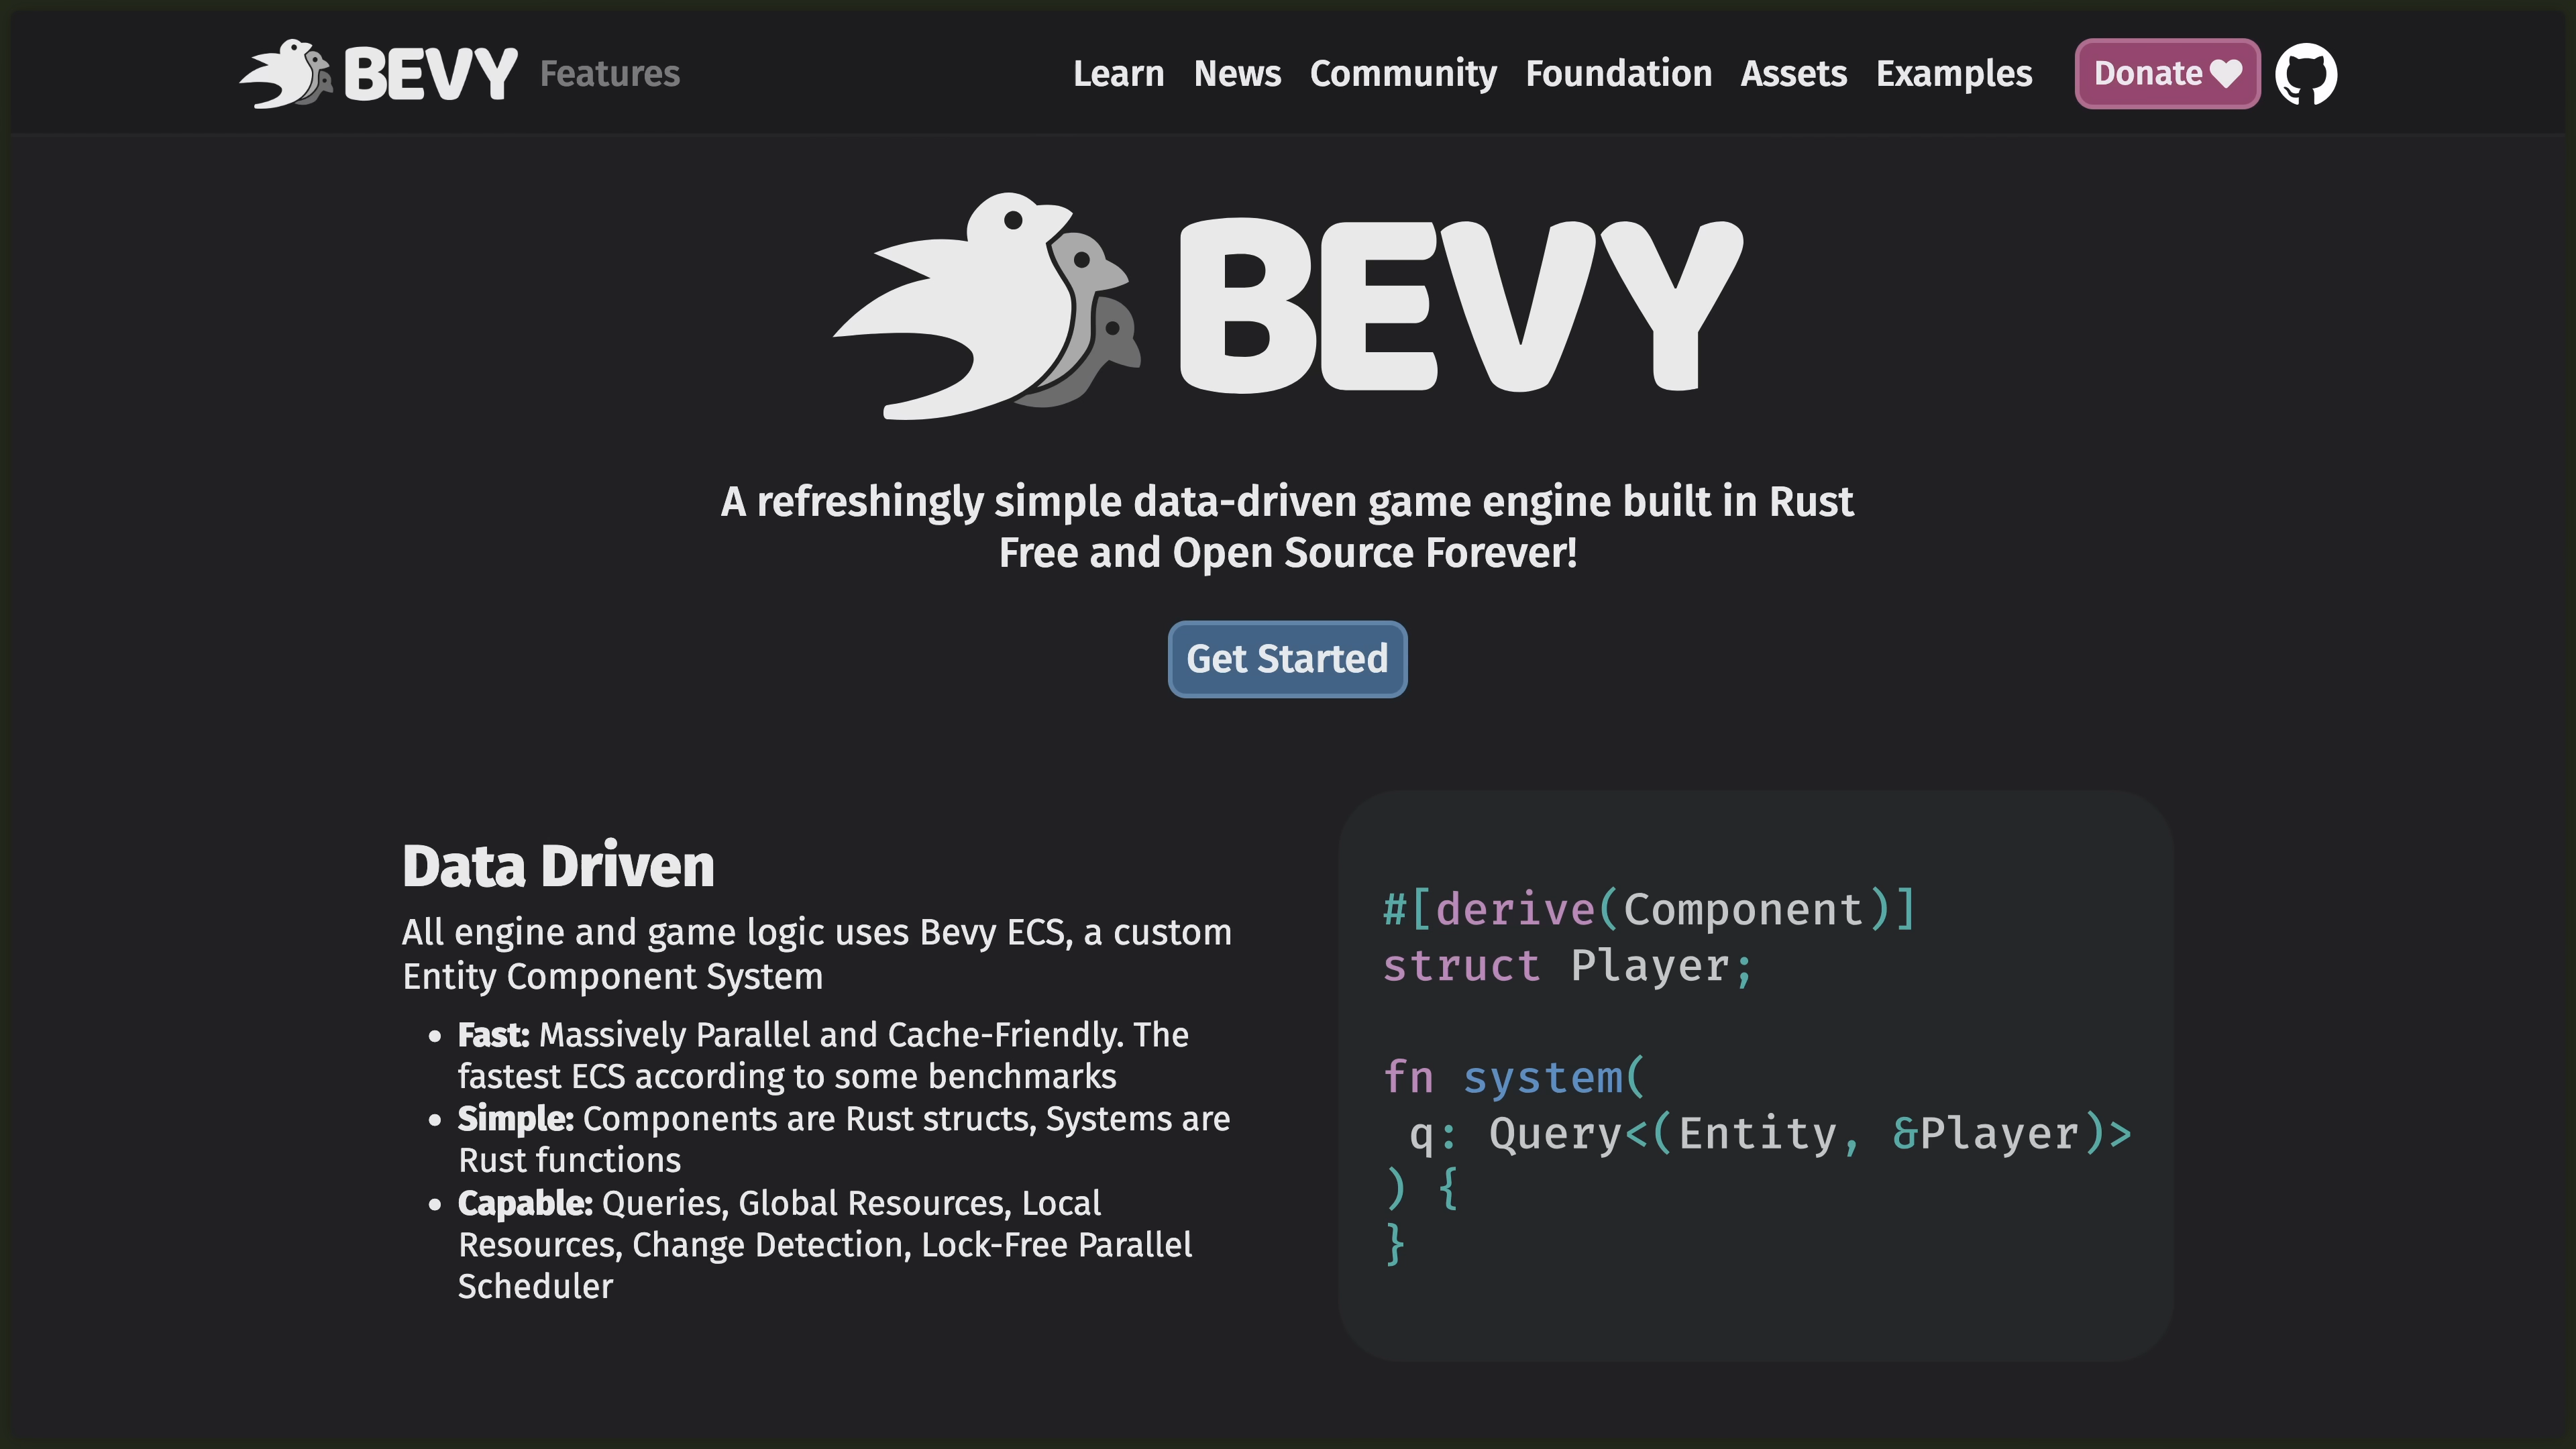 BEVY Features Learn News Community Foundation Assets Examples Donate
BEVY
A refreshingly simple data-driven game engine built in Rust
Free and Open Source Forever!
Get Started
Data Driven
All engine and game logic uses Bevy ECS, a custom
Entity Component System
• Fast: Massively Parallel and Cache-Friendly. The
fastest ECS according to some benchmarks
• Simple: Components are Rust structs, Systems are
Rust functions
• Capable: Queries, Global Resources, Local
Resources, Change Detection, Lock-Free Parallel
Scheduler
#[derive(Component)]
struct Player;
fn system(
 q: Query<(Entity, &Player)>
) {
}